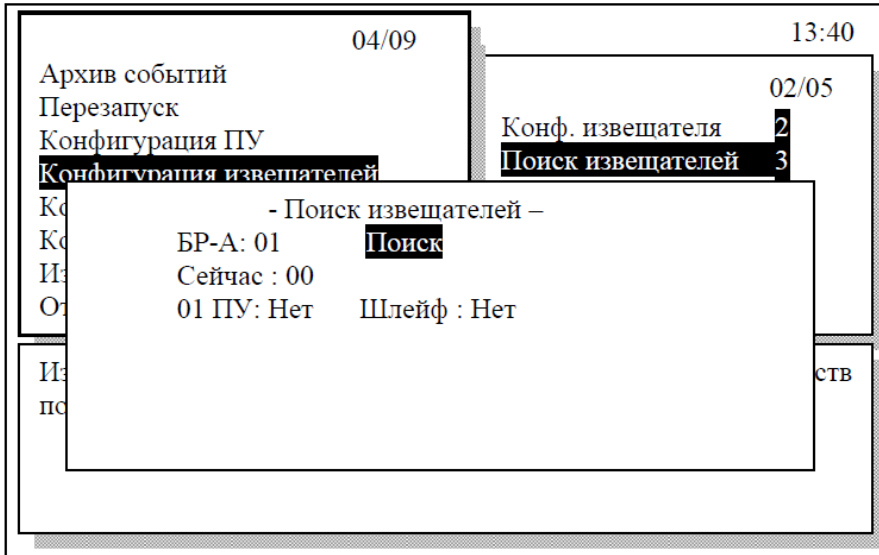 13:40
04/09
Архив событий
Перезапуск
Конфигурация ПУ
Конфигурация извещателей
02/05
Конф. извещателя 2
Поиск извещателей 3
- Поиск извещателей –
БР-А: 01 Поиск
Сейчас : 00
01 ПУ: Нет Шлейф : Нет